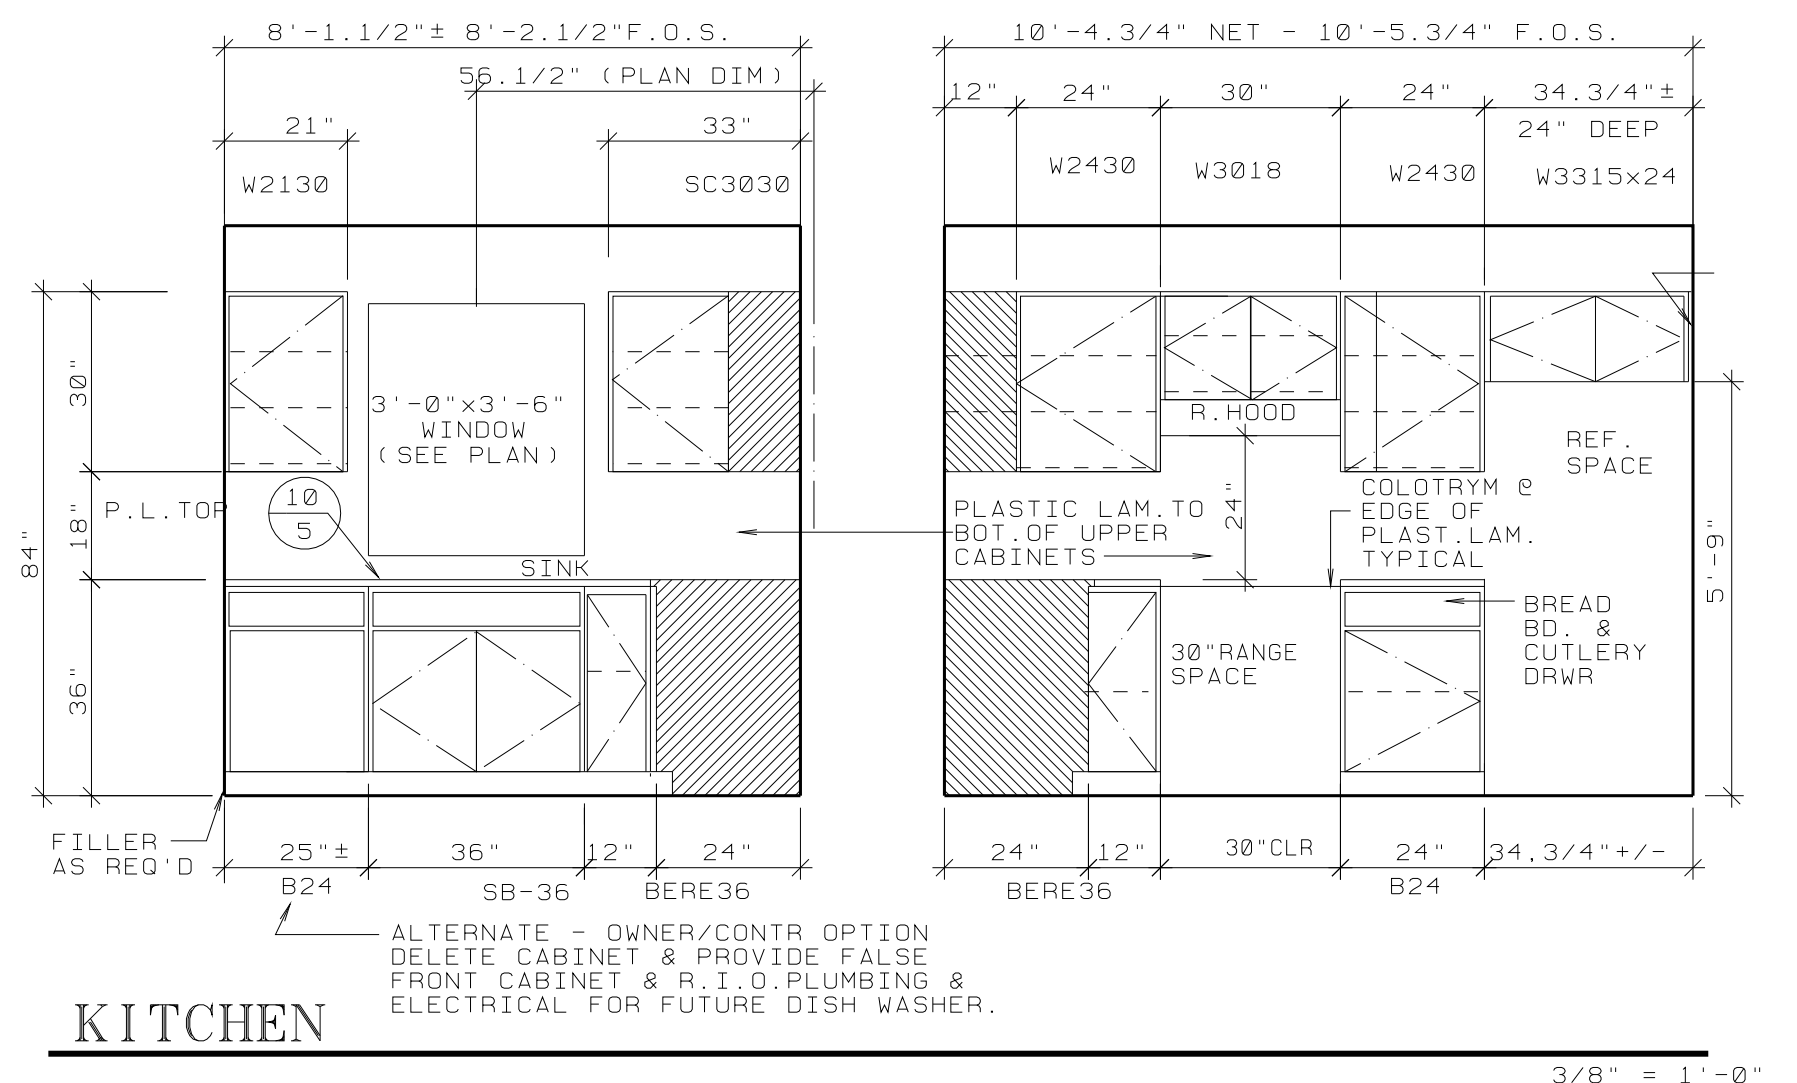 8'-1.1/2"± 8'-2.1/2"F.O.S.
10'-4.3/4" NET - 10'-5.3/4" F.O.S.
56.1/2" (PLAN DIM)
12"
24"
30"
24"
34.3/4"±
21"
33"
24" DEEP
W2130
SC3030
W2430
W3018
W2430
W3315x24
30"
3'-0"x3'-6"
WINDOW
(SEE PLAN)
R.HOOD
REF.
SPACE
84"
18"
P.L.TOP
10
5
SINK
PLASTIC LAM.TO
BOT.OF UPPER
CABINETS
24"
COLOTRYM @
EDGE OF
PLAST.LAM.
TYPICAL
5'-9"
36"
30"RANGE
SPACE
BREAD
BD. &
CUTLERY
DRWR
FILLER
AS REQ'D
25"±
36"
12"
24"
24"
12"
30"CLR
24"
34,3/4"+/-
B24
SB-36
BERE36
BERE36
B24
ALTERNATE - OWNER/CONTR OPTION
DELETE CABINET & PROVIDE FALSE
FRONT CABINET & R.I.O.PLUMBING &
ELECTRICAL FOR FUTURE DISH WASHER.
KITCHEN
3/8" = 1'-0"